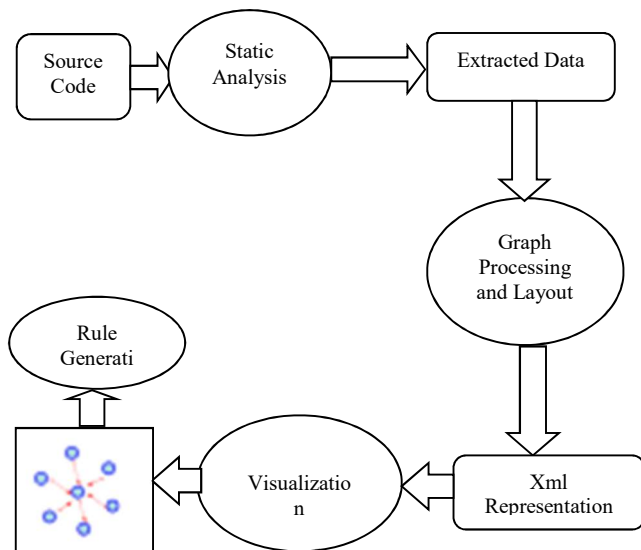 Source
Code
Static
Analysis
Extracted Data
Graph
Processing
and Layout
Xml
Representation
Visualizatio
n
Rule
Generati